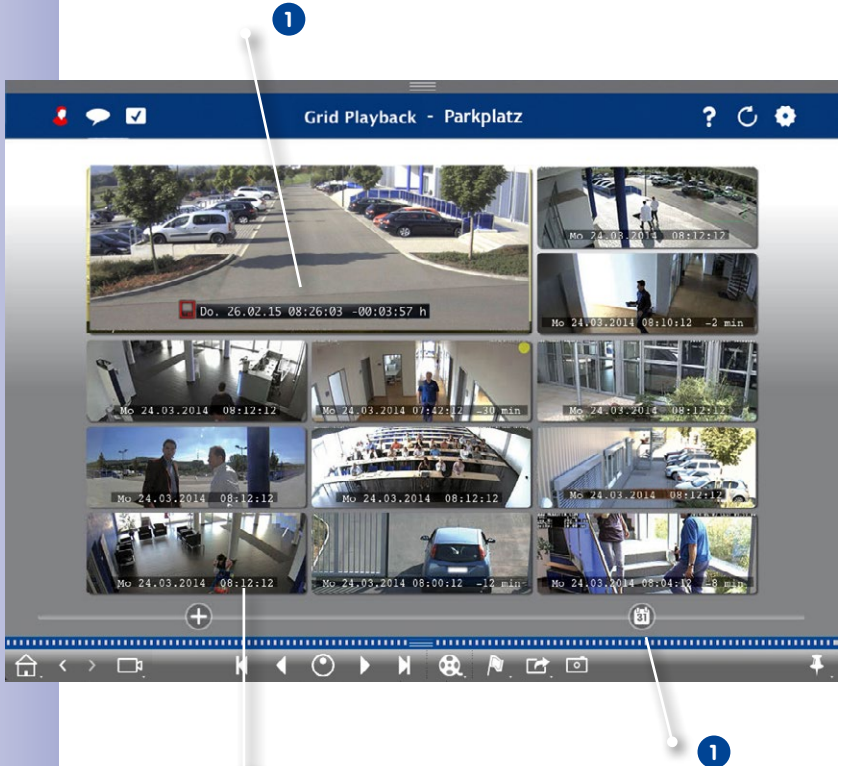 1
Grid Playback - Parkplatz
?
Mo 24.03.2014 08:12:12
Do. 26.02.15 08:26:03 -00:03:57 h
Mo 24.03.2014 08:10:12 -2 min
Mo 24.03.2014 08:12:12
Mo 24.03.2014 07:42:12 -30 min
Mo 24.03.2014 08:12:12
Mo 24.03.2014 08:12:12
Mo 24.03.2014 08:12:12
Mo 24.03.2014 08:12:12
Mo 24.03.2014 08:12:12
Mo 24.03.2014 08:00:12 -12 min
Mo 24.03.2014 08:04:12 -8 min
31
1